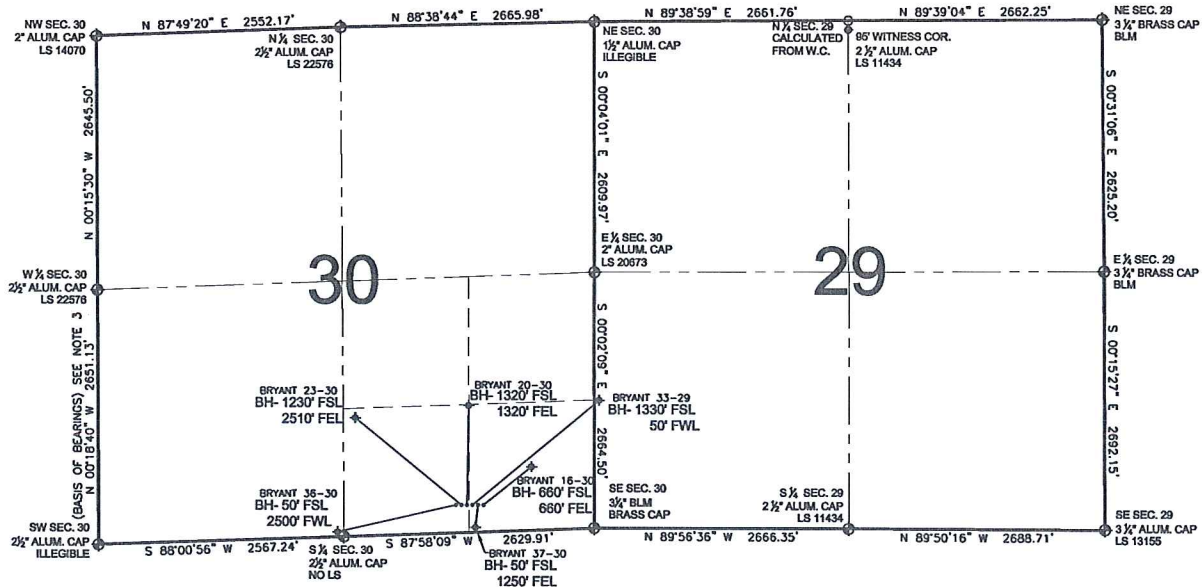 N 87°49'20" E 2552.17'
N 88°38'44" E 2665.98'
N 89°38'59" E 2661.76'
N 89°39'04" E 2662.25'
NW SEC. 30
2" ALUM. CAP
LS 14070
N ¼ SEC. 30
2½" ALUM. CAP
LS 22576
NE SEC. 30
1½" ALUM. CAP
ILLEGIBLE
N ¼ SEC. 29
CALCULATED
FROM W.C.
95' WITNESS COR.
2 ½" ALUM. CAP
LS 11434
NE SEC. 29
3 ¼" BRASS CAP
BLM
N 00°15'30" W 2645.50'
S 00°04'01" E 2609.97'
S 00°31'06" E 2625.20'
W ¼ SEC. 30
2½" ALUM. CAP
LS 22576
30
E ¼ SEC. 30
2" ALUM. CAP
LS 20673
29
E ¼ SEC. 29
3 ¼" BRASS CAP
BLM
(BASIS OF BEARINGS) SEE NOTE 3
N 00°18'40" W 2651.13'
S 00°02'09" E 2664.50'
S 00°15'27" E 2692.15'
BRYANT 23-30
BH- 1230' FSL
2510' FEL
BRYANT 20-30
BH- 1320' FSL
1320' FEL
BRYANT 33-29
BH- 1330' FSL
50' FWL
BRYANT 36-30
BH- 50' FSL
2500' FWL
BRYANT 16-30
BH- 660' FSL
660' FEL
SE SEC. 30
3¼" BLM
BRASS CAP
S ¼ SEC. 29
2 ½" ALUM. CAP
LS 11434
SW SEC. 30
2½" ALUM. CAP
ILLEGIBLE
S 88°00'56" W 2567.24'
S ¼ SEC. 30
2½" ALUM. CAP
NO LS
S 87°58'09" W 2629.91'
BRYANT 37-30
BH- 50' FSL
1250' FEL
N 89°56'36" W 2666.35'
N 89°50'16" W 2688.71'
SE SEC. 29
3 ¼" ALUM. CAP
LS 13155